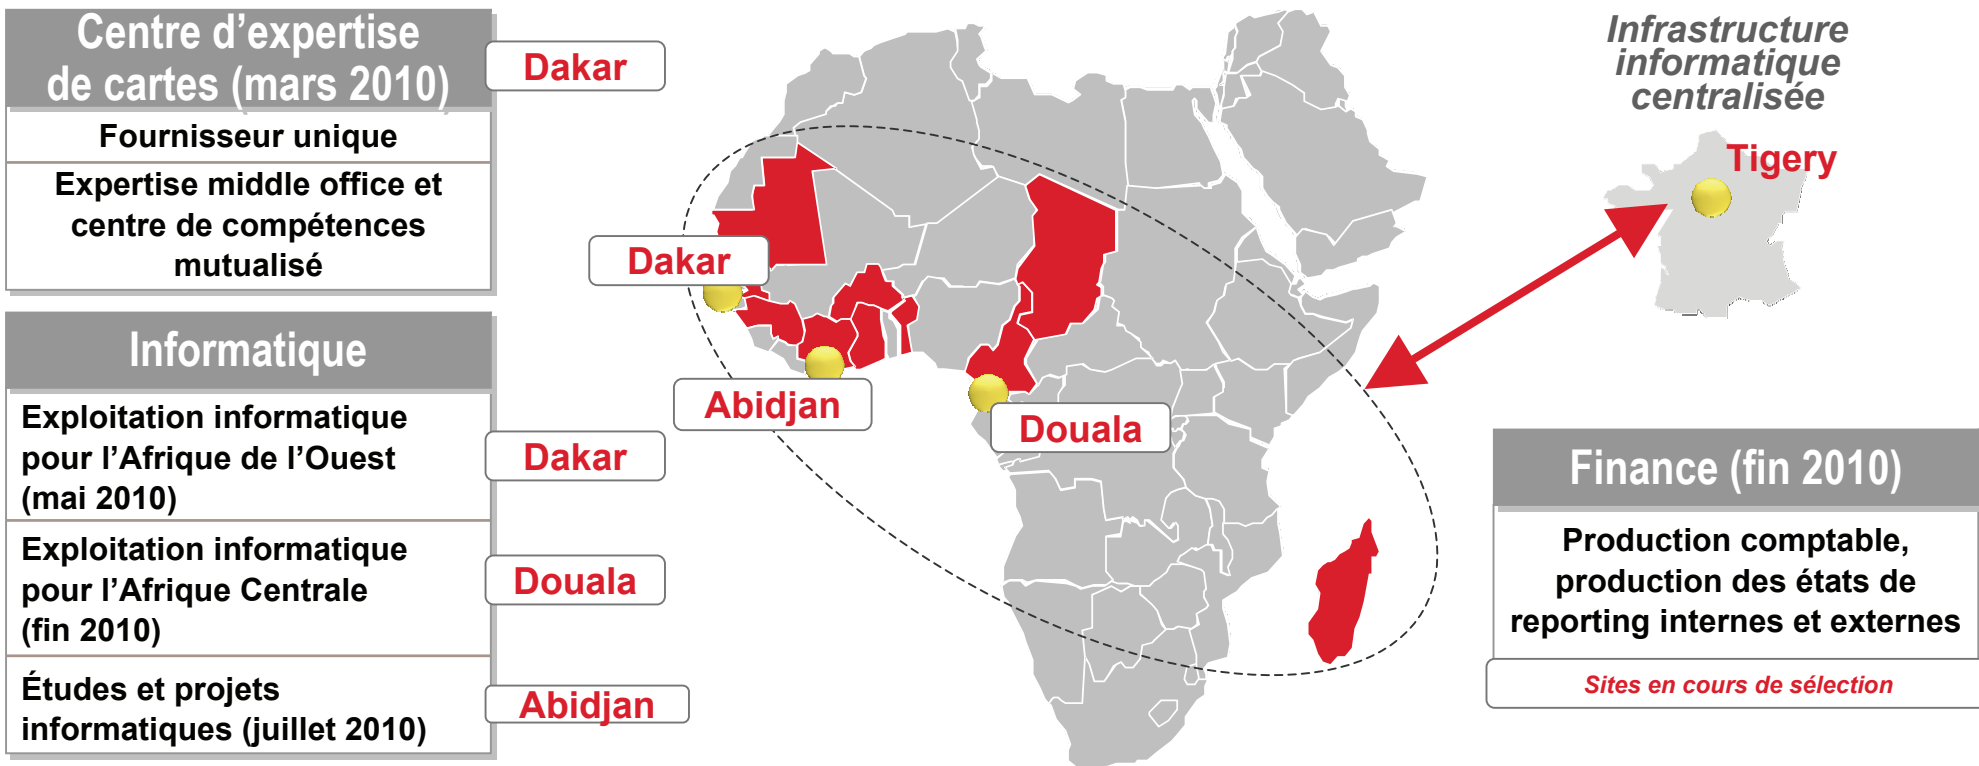 Centre d’expertise
de cartes (mars 2010)
Dakar
Fournisseur unique
Expertise middle office et
centre de compétences
mutualisé
Informatique
Exploitation informatique
pour l’Afrique de l’Ouest
(mai 2010)
Dakar
Exploitation informatique
pour l’Afrique Centrale
(fin 2010)
Douala
Études et projets
informatiques (juillet 2010)
Abidjan
Dakar
Abidjan
Douala
Infrastructure
informatique
centralisée
Tigery
Finance (fin 2010)
Production comptable,
production des états de
reporting internes et externes
Sites en cours de sélection